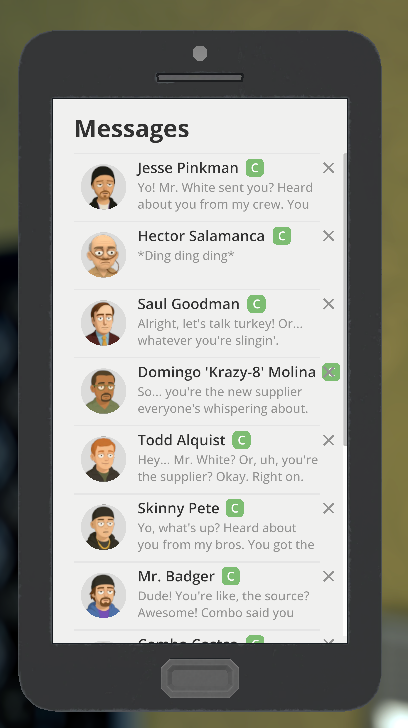 Messages
Jesse Pinkman C
Yo! Mr. White sent you? Heard
about you from my crew. You
Hector Salamanca C
*Ding ding ding*
Saul Goodman C
Alright, let's talk turkey! Or...
whatever you're slingin'.
Domingo 'Krazy-8' Molina C
So... you're the new supplier
everyone's whispering about.
Todd Alquist C
Hey... Mr. White? Or, uh, you're
the supplier? Okay. Right on.
Skinny Pete C
Yo, what's up? Heard about
you from my bros. You got the
Mr. Badger C
Dude! You're like, the source?
Awesome! Combo said you